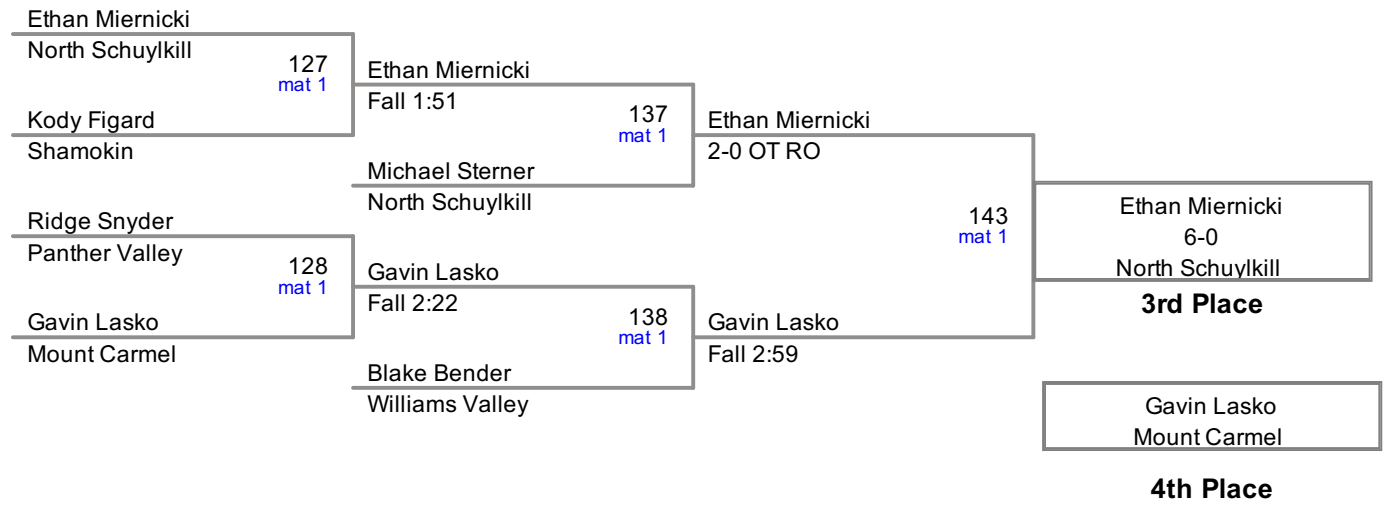 Ethan Miernicki
North Schuylkill
127
mat 1
Kody Figard
Shamokin
Ridge Snyder
Panther Valley
128
mat 1
Gavin Lasko
Mount Carmel
Ethan Miernicki
Fall 1:51
137
mat 1
Michael Sterner
North Schuylkill
Gavin Lasko
Fall 2:22
138
mat 1
Blake Bender
Williams Valley
Ethan Miernicki
2-0 OT RO
143
mat 1
Gavin Lasko
Fall 2:59
Ethan Miernicki
6-0
North Schuylkill
3rd Place
Gavin Lasko
Mount Carmel
4th Place